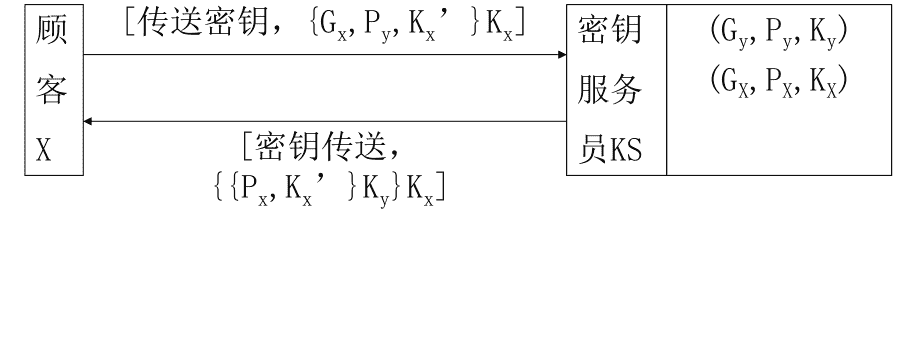 顾
客
X
[传送密钥, {Gx,Py,Kx’}Kx]
[密钥传送,
{{Px,Kx’}Ky}Kx]
密钥
服务
员KS
(Gy,Py,Ky)
(GX,PX,KX)